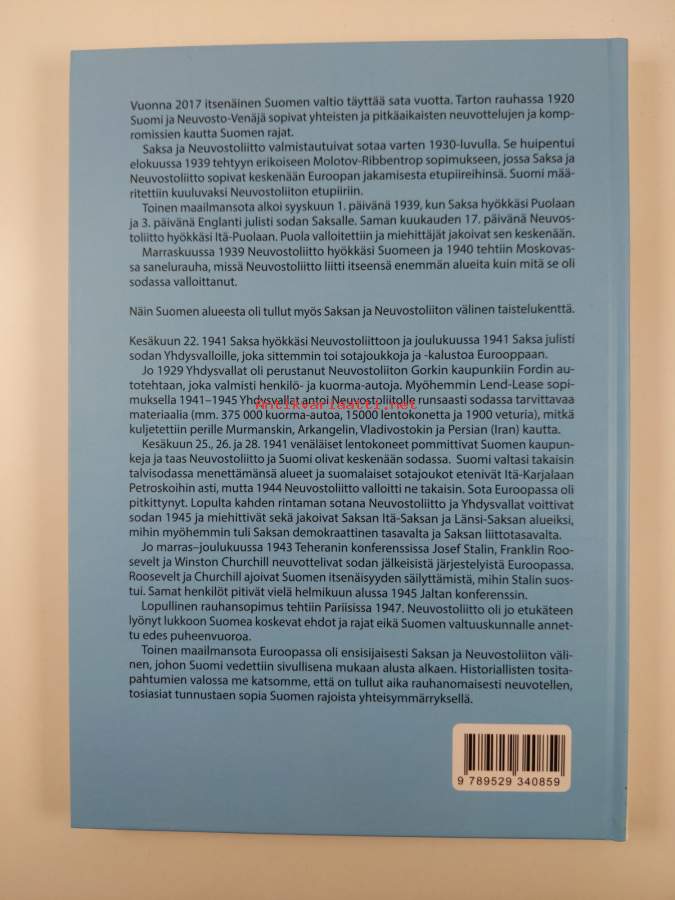 Vuonna 2017 itsenäinen Suomen valtio täyttää sata vuotta. Tarton rauhassa 1920
Suomi ja Neuvosto-Venäjä sopivat yhteisten ja pitkäaikaisten neuvottelujen ja komp-
romissien kautta Suomen rajat.
Saksa ja Neuvostoliitto valmistautuivat sotaa varten 1930-luvulla. Se huipentui
elokuussa 1939 tehtyyn erikoiseen Molotov-Ribbentrop sopimukseen, jossa Saksa ja
Neuvostoliitto sopivat keskenään Euroopan jakamisesta etupiireihinsä. Suomi mää-
ritettiin kuuluvaksi Neuvostoliiton etupiiriin.
Toinen maailmansota alkoi syyskuun 1. päivänä 1939, kun Saksa hyökkäsi Puolaan
ja 3. päivänä Englanti julisti sodan Saksalle. Saman kuukauden 17. päivänä Neuvos-
toliitto hyökkäsi Itä-Puolaan. Puola valloitettiin ja miehittäjät jakoivat sen keskenään.
Marraskuussa 1939 Neuvostoliitto hyökkäsi Suomeen ja 1940 tehtiin Moskovas-
sa sanelurauha, missä Neuvostoliitto liitti itseensä enemmän alueita kuin mitä se oli
sodassa valloittanut.
Näin Suomen alueesta oli tullut myös Saksan ja Neuvostoliiton välinen taistelukenttä.
Kesäkuun 22. 1941 Saksa hyökkäsi Neuvostoliittoon ja joulukuussa 1941 Saksa julisti
sodan Yhdysvalloille, joka sittemmin toi sotajoukkoja ja -kalustoa Eurooppaan.
Jo 1929 Yhdysvallat oli perustanut Neuvostoliiton Gorkin kaupunkiin Fordin au-
totehtaan, joka valmisti henkilö- ja kuorma-autoja. Myöhemmin Lend-Lease sopi-
muksella 1941–1945 Yhdysvallat antoi Neuvostoliitolle runsaasti sodassa tarvittavaa
Antikvariaatti.net
materiaalia (mm. 375 000 kuorma-autoa, 15000 lentokonetta ja 1900 veturia), mitkä
kuljetettiin perille Murmanskin, Arkangelin, Vladivostokin ja Persian (Iran) kautta.
Kesäkuun 25., 26. ja 28. 1941 venäläiset lentokoneet pommittivat Suomen kaupun-
keja ja taas Neuvostoliitto ja Suomi olivat keskenään sodassa. Suomi valtasi takaisin
talvisodassa menettämänsä alueet ja suomalaiset sotajoukot etenivät Itä-Karjalaan
Petroskoihin asti, mutta 1944 Neuvostoliitto valloitti ne takaisin. Sota Euroopassa oli
pitkittynyt. Lopulta kahden rintaman sotana Neuvostoliitto ja Yhdysvallat voittivat
sodan 1945 ja miehittivät sekä jakoivat Saksan Itä-Saksan ja Länsi-Saksan alueiksi,
mihin myöhemmin tuli Saksan demokraattinen tasavalta ja Saksan liittotasavalta.
Jo marras–joulukuussa 1943 Teheranin konferenssissa Josef Stalin, Franklin Roo-
sevelt ja Winston Churchill neuvottelivat sodan jälkeisistä järjestelyistä Euroopassa.
Roosevelt ja Churchill ajoivat Suomen itsenäisyyden säilyttämistä, mihin Stalin suos-
tui. Samat henkilöt pitivät vielä helmikuun alussa 1945 Jaltan konferenssin.
Lopullinen rauhansopimus tehtiin Pariisissa 1947. Neuvostoliitto oli jo etukäteen
lyönyt lukkoon Suomea koskevat ehdot ja rajat eikä Suomen valtuuskunnalle annet-
tu edes puheenvuoroa.
Toinen maailmansota Euroopassa oli ensisijaisesti Saksan ja Neuvostoliiton väli-
nen, johon Suomi vedettiin sivullisena mukaan alusta alkaen. Historiallisten tosita-
pahtumien valossa me katsomme, että on tullut aika rauhanomaisesti neuvotellen,
tosiasiat tunnustaen sopia Suomen rajoista yhteisymmärryksellä.
9 789529 340859